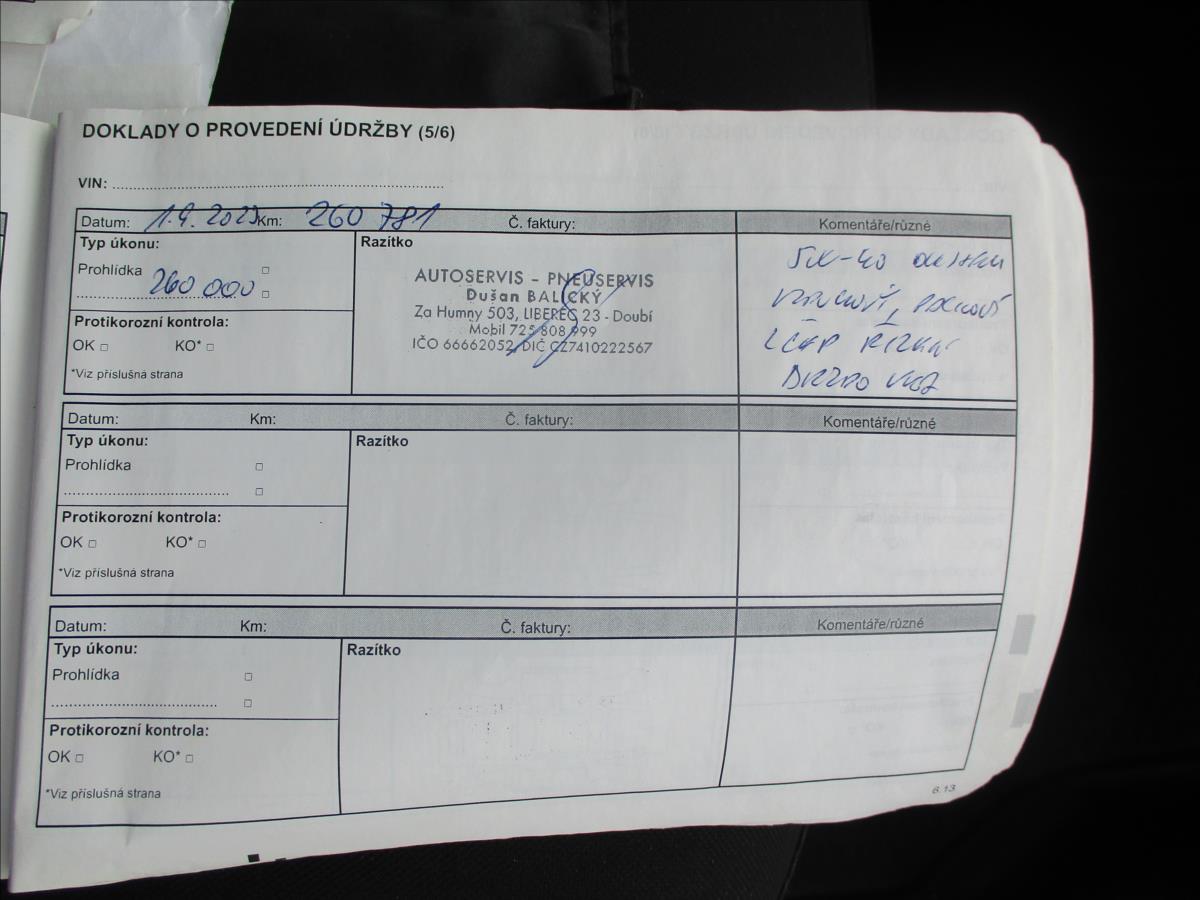 DOKLADY O PROVEDENÍ ÚDRŽBY (5/6)
VIN:
Datum: 1.9. Km: 260 781 Č. faktury: Komentáře/různé
Typ úkonu:
Prohlídka
260 000
Protikorozní kontrola:
OK KO*
*Viz příslušná strana
Razítko
AUTOSERVIS – PNEUSERVIS
Dušan BALICKÝ
Za Humny 503, LIBEREC 23 - Doubí
Mobil 725 808 999
IČO 66662052, DIČ CZ7410222567
Datum: Km: Č. faktury: Komentáře/různé
Typ úkonu:
Prohlídka
Protikorozní kontrola:
OK KO*
*Viz příslušná strana
Razítko
Datum: Km: Č. faktury: Komentáře/různé
Typ úkonu:
Prohlídka
Protikorozní kontrola:
OK KO*
*Viz příslušná strana
Razítko
6.13